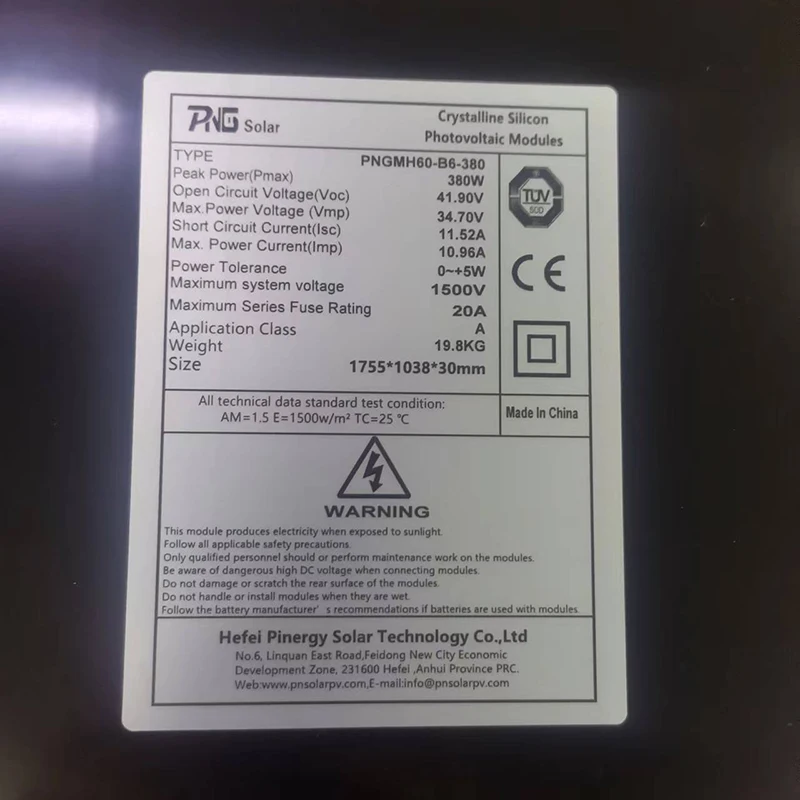 PNG Solar
Crystalline Silicon
Photovoltaic Modules
TYPE PNGMH60-B6-380
Peak Power(Pmax) 380W
Open Circuit Voltage(Voc) 41.90V
Max.Power Voltage (Vmp) 34.70V
Short Circuit Current(Isc) 11.52A
Max. Power Current(Imp) 10.96A
Power Tolerance 0~+5W
Maximum system voltage 1500V
Maximum Series Fuse Rating 20A
Application Class A
Weight 19.8KG
Size 1755*1038*30mm
TÜV
SÜD
CE
All technical data standard test condition:
AM=1.5 E=1500w/m² TC=25 ℃
Made In China
WARNING
This module produces electricity when exposed to sunlight.
Follow all applicable safety precautions.
Only qualified personnel should or perform maintenance work on the modules.
Be aware of dangerous high DC voltage when connecting modules.
Do not damage or scratch the rear surface of the modules.
Do not handle or install modules when they are wet.
Follow the battery manufacturer's recommendations if batteries are used with modules.
Hefei Pinergy Solar Technology Co.,Ltd
No.6, Linquan East Road,Feidong New City Economic
Development Zone, 231600 Hefei ,Anhui Province PRC.
Web:www.pnsolarpv.com,E-mail:info@pnsolarpv.com